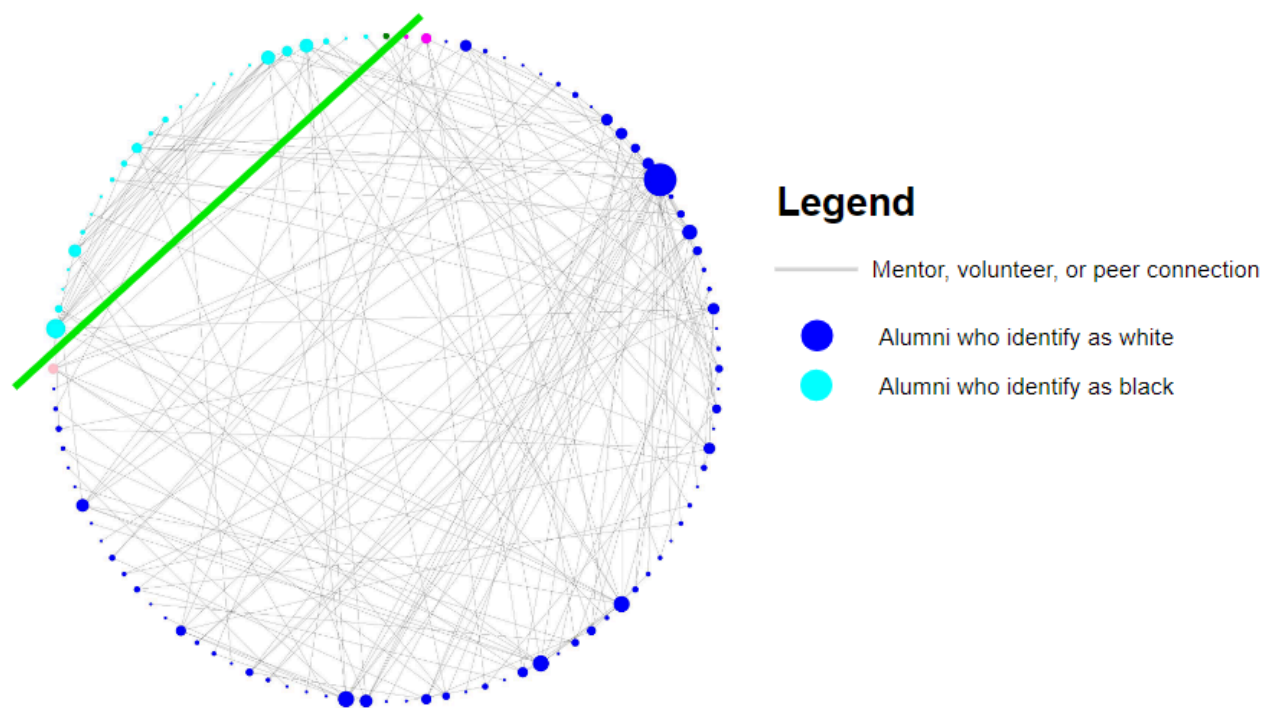 Legend
Mentor, volunteer, or peer connection
Alumni who identify as white
Alumni who identify as black